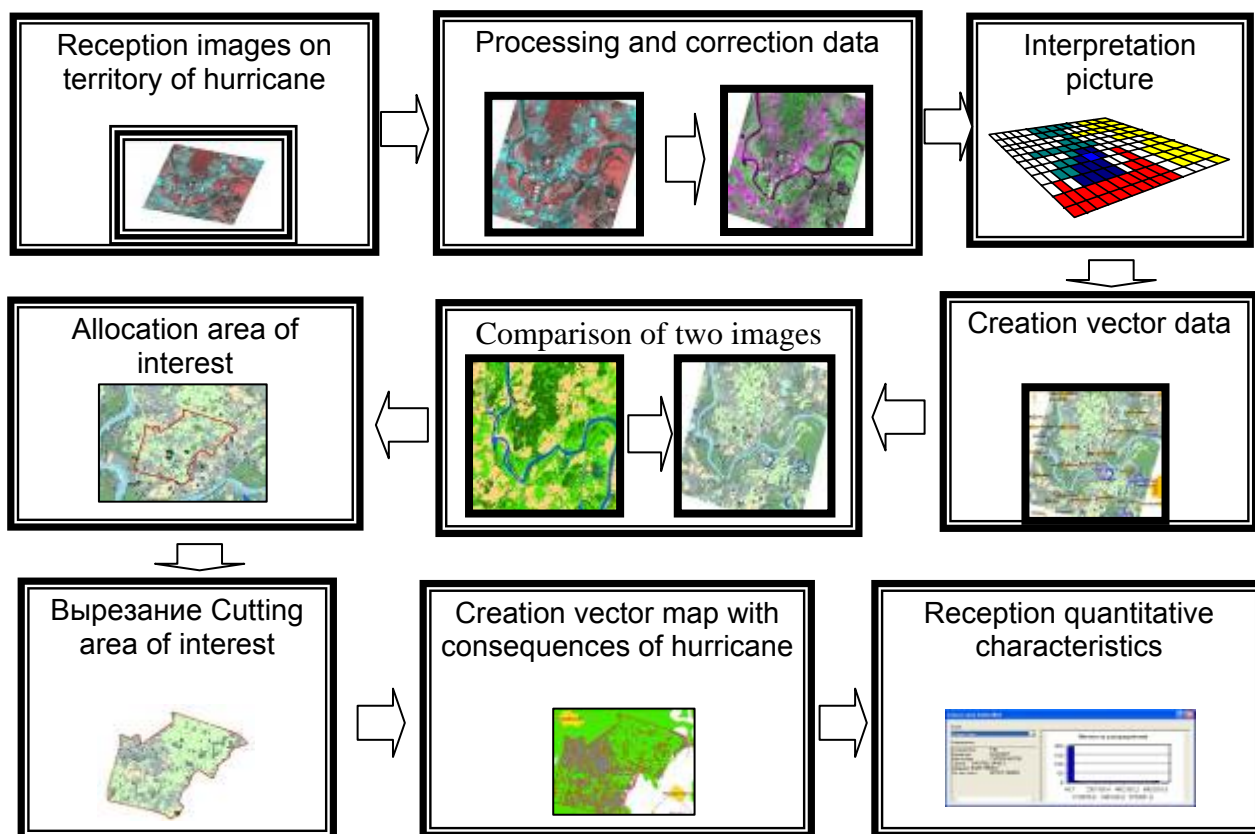 Reception images on
territory of hurricane
Processing and correction data
Interpretation
picture
Creation vector data
Comparison of two images
Allocation area of
interest
Вырезание Cutting
area of interest
Creation vector map with
consequences of hurricane
Reception quantitative
characteristics